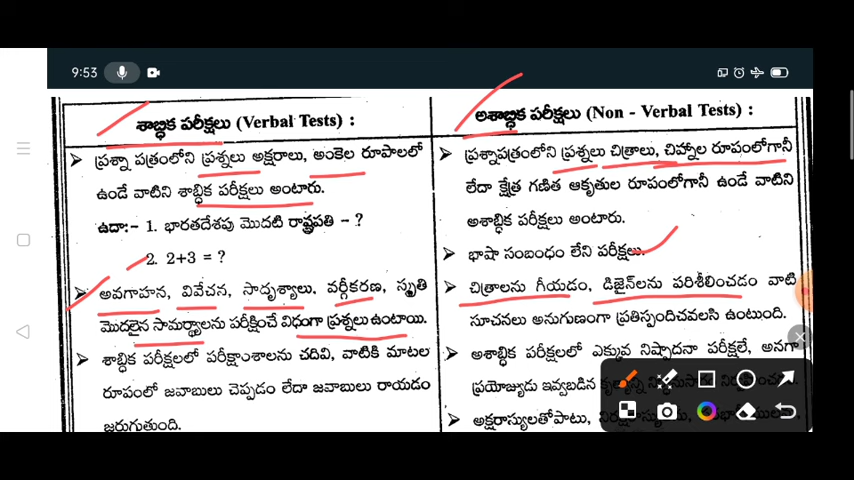 9:53
శాబ్ధిక పరీక్షలు (Verbal Tests) :
ప్రశ్నా పత్రంలోని ప్రశ్నలు అక్షరాలు, అంకెల రూపాలలో
ఉండే వాటిని శాబ్ధిక పరీక్షలు అంటారు.
ఉదా:- 1. భారతదేశపు మొదటి రాష్ట్రపతి - ?
2. 2+3 = ?
అవగాహన, వివేచన, సాదృశ్యాలు, వర్గీకరణ, స్మృతి
మొదలైన సామర్థ్యాలను పరీక్షించే విధంగా ప్రశ్నలు ఉంటాయి.
శాబ్ధిక పరీక్షలలో పరీక్షాంశాలను చదివి, వాటికి మాటల
రూపంలో జవాబులు చెప్పడం లేదా జవాబులు రాయడం
జరుగుతుంది.
అశాబ్ధిక పరీక్షలు (Non - Verbal Tests) :
ప్రశ్నాపత్రంలోని ప్రశ్నలు చిత్రాలు, చిహ్నాల రూపంలోగానీ
లేదా క్షేత్ర గణిత ఆకృతుల రూపంలోగానీ ఉండే వాటిని
అశాబ్ధిక పరీక్షలు అంటారు.
భాషా సంబంధం లేని పరీక్షలు.
చిత్రాలను గీయడం, డిజైన్‌లను పరిశీలించడం వాటి
సూచనలు అనుగుణంగా ప్రతిస్పందించవలసి ఉంటుంది.
అశాబ్ధిక పరీక్షలలో ఎక్కువ నిష్పాదనా పరీక్షలే, అనగా
ప్రయోజ్యుడు ఇవ్వబడిన
అక్షరాస్యులతోపాటు,